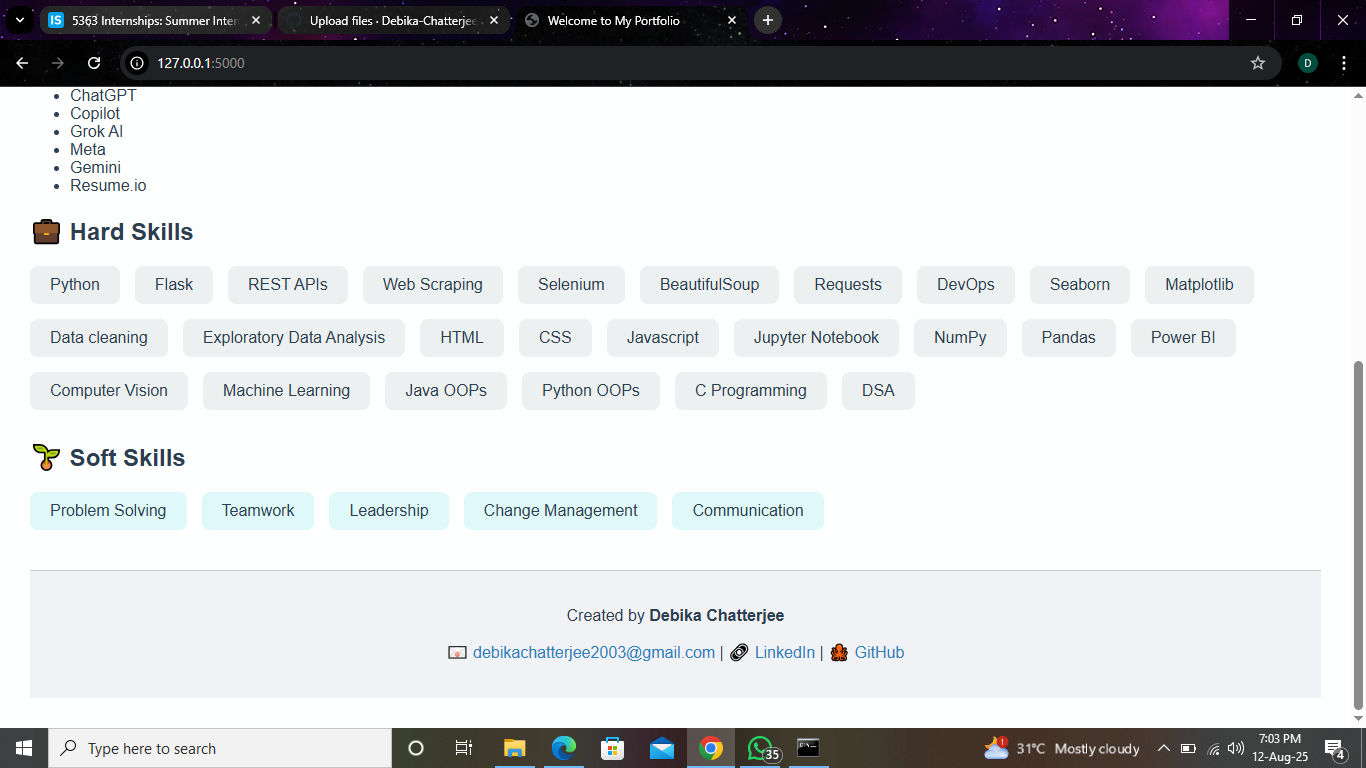 5363 Internships: Summer Inter
Upload files · Debika-Chatterjee
Welcome to My Portfolio
127.0.0.1:5000
D
ChatGPT
Copilot
Grok AI
Meta
Gemini
Resume.io
Hard Skills
Python Flask REST APIs Web Scraping Selenium BeautifulSoup Requests DevOps Seaborn Matplotlib
Data cleaning Exploratory Data Analysis HTML CSS Javascript Jupyter Notebook NumPy Pandas Power BI
Computer Vision Machine Learning Java OOPs Python OOPs C Programming DSA
Soft Skills
Problem Solving Teamwork Leadership Change Management Communication
Created by Debika Chatterjee
debikachatterjee2003@gmail.com | LinkedIn | GitHub
Type here to search
35
1
31°C Mostly cloudy
7:03 PM
12-Aug-25
4